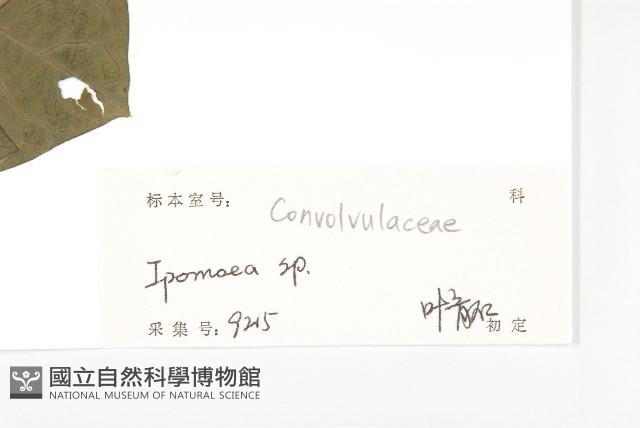 标本室号: Convolvulaceae 科
Ipomoea sp.
采集号: 9215 叶 初定
國立自然科學博物館
NATIONAL MUSEUM OF NATURAL SCIENCE